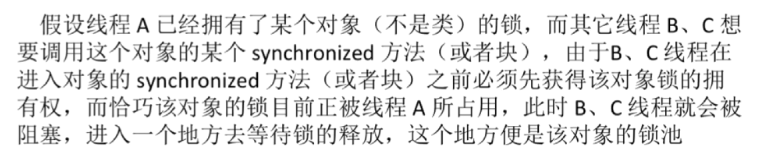 假设线程 A 已经拥有了某个对象（不是类）的锁，而其它线程 B、C 想
要调用这个对象的某个 synchronized 方法（或者块），由于B、C 线程在
进入对象的 synchronized 方法（或者块）之前必须先获得该对象锁的拥
有权，而恰巧该对象的锁目前正被线程 A 所占用，此时 B、C 线程就会被
阻塞，进入一个地方去等待锁的释放，这个地方便是该对象的锁池